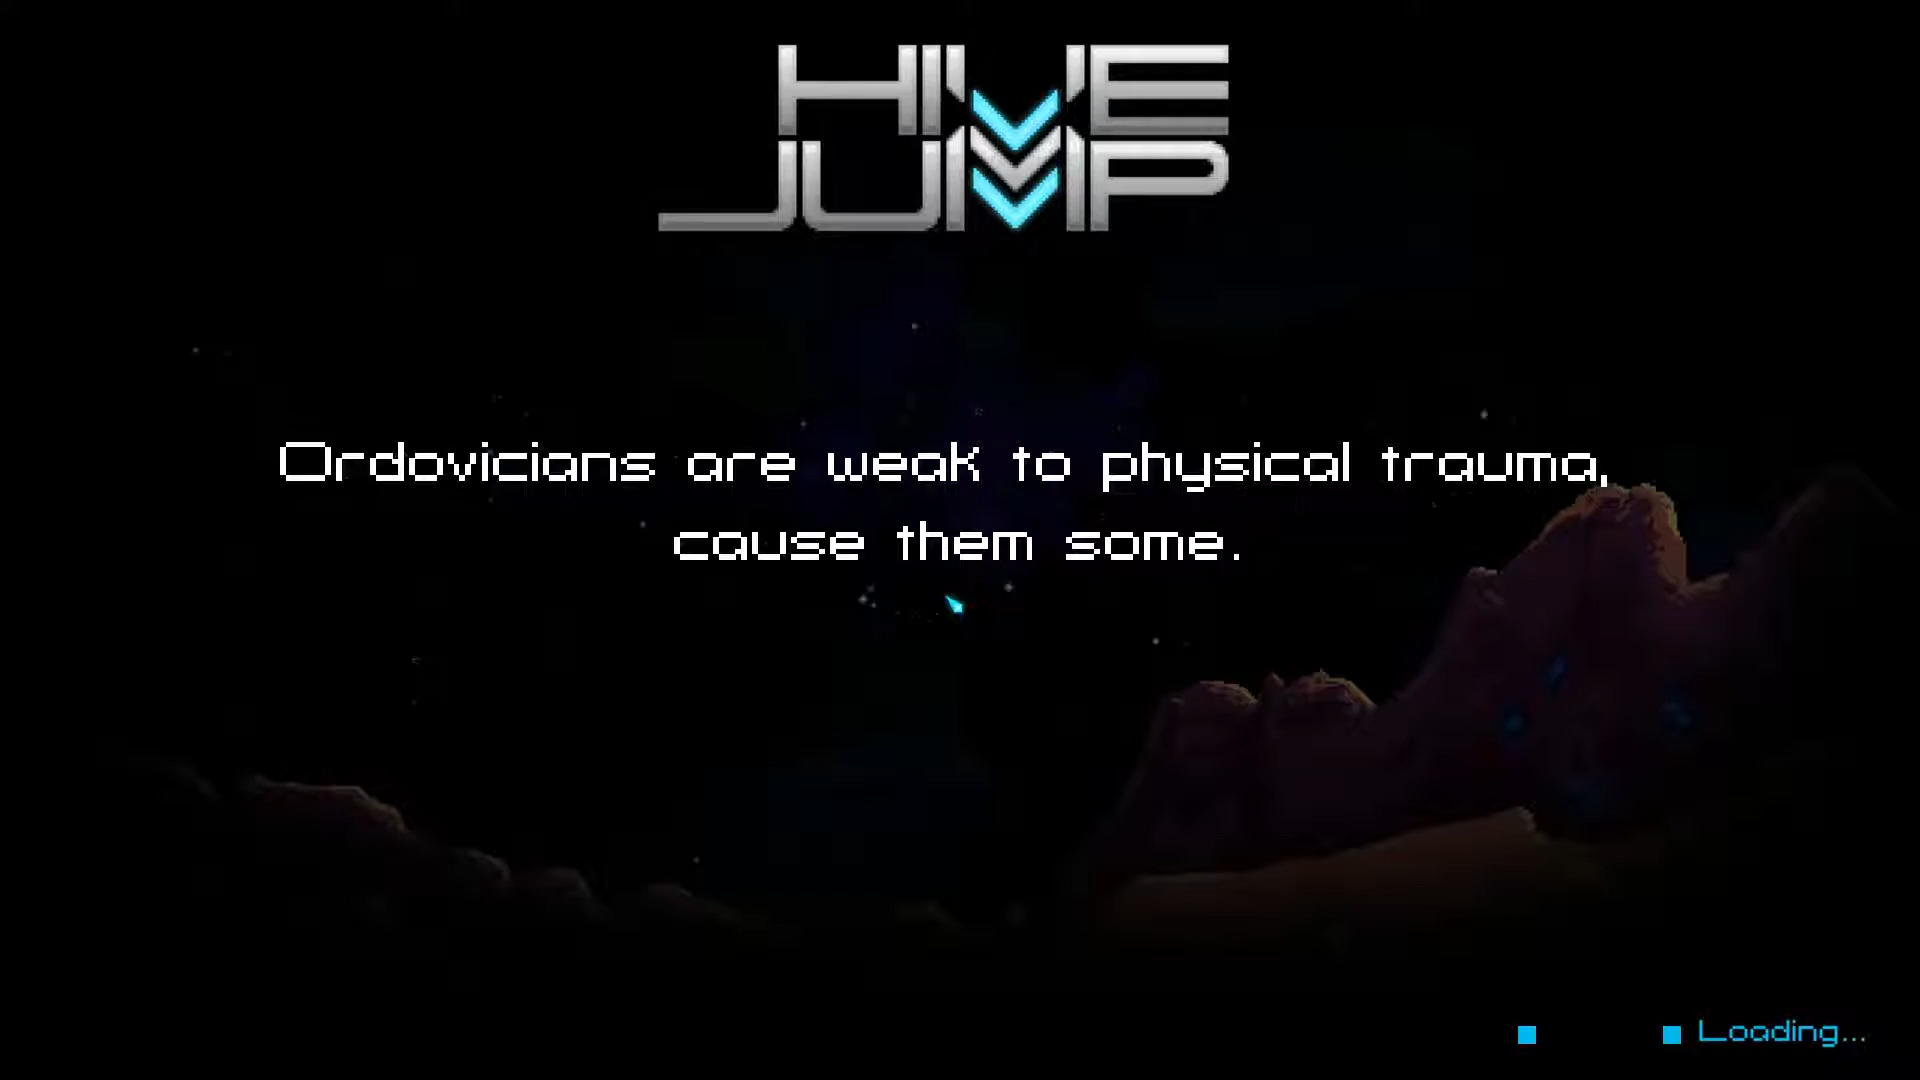 HIVE
JUMP
Ordovicians are weak to physical trauma,
cause them some.
Loading...